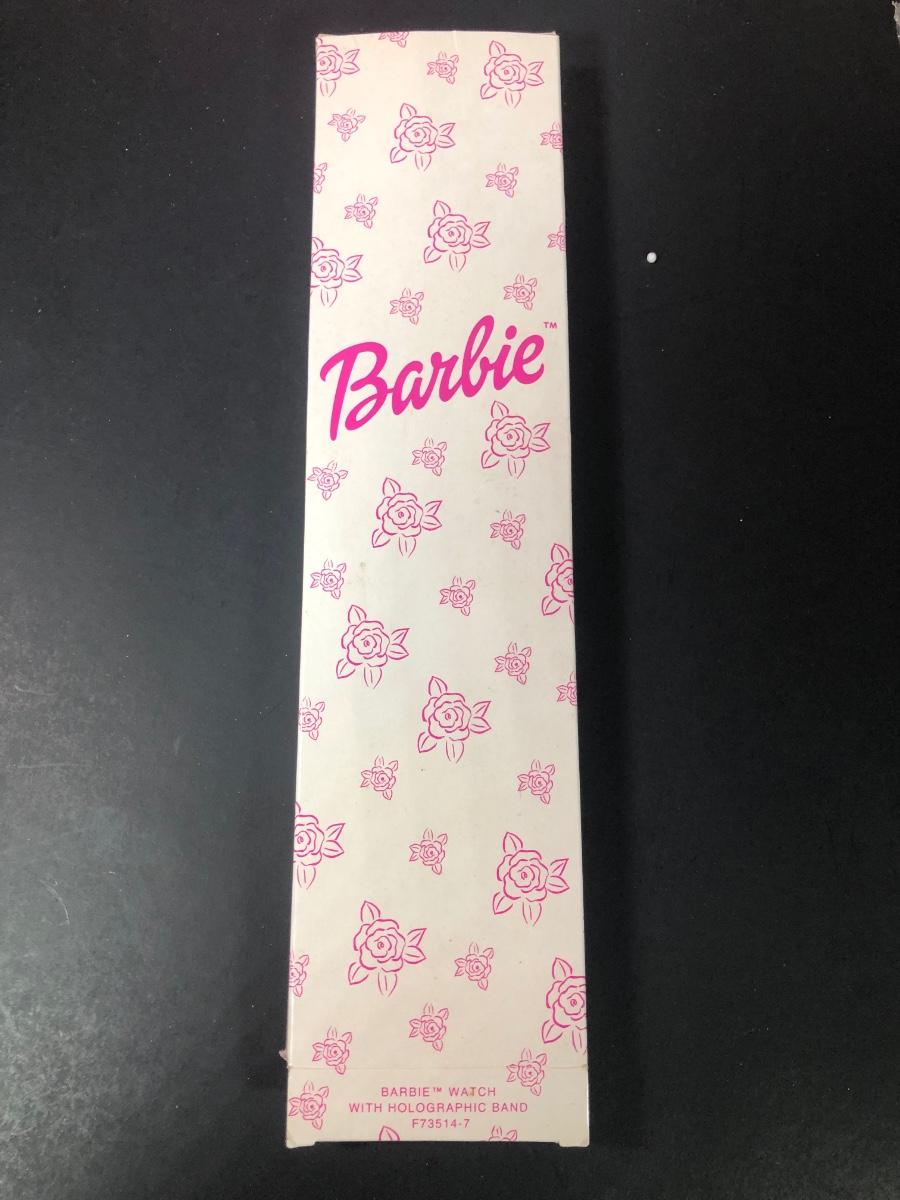 Barbie™
BARBIE™ WATCH
WITH HOLOGRAPHIC BAND
F73514-7